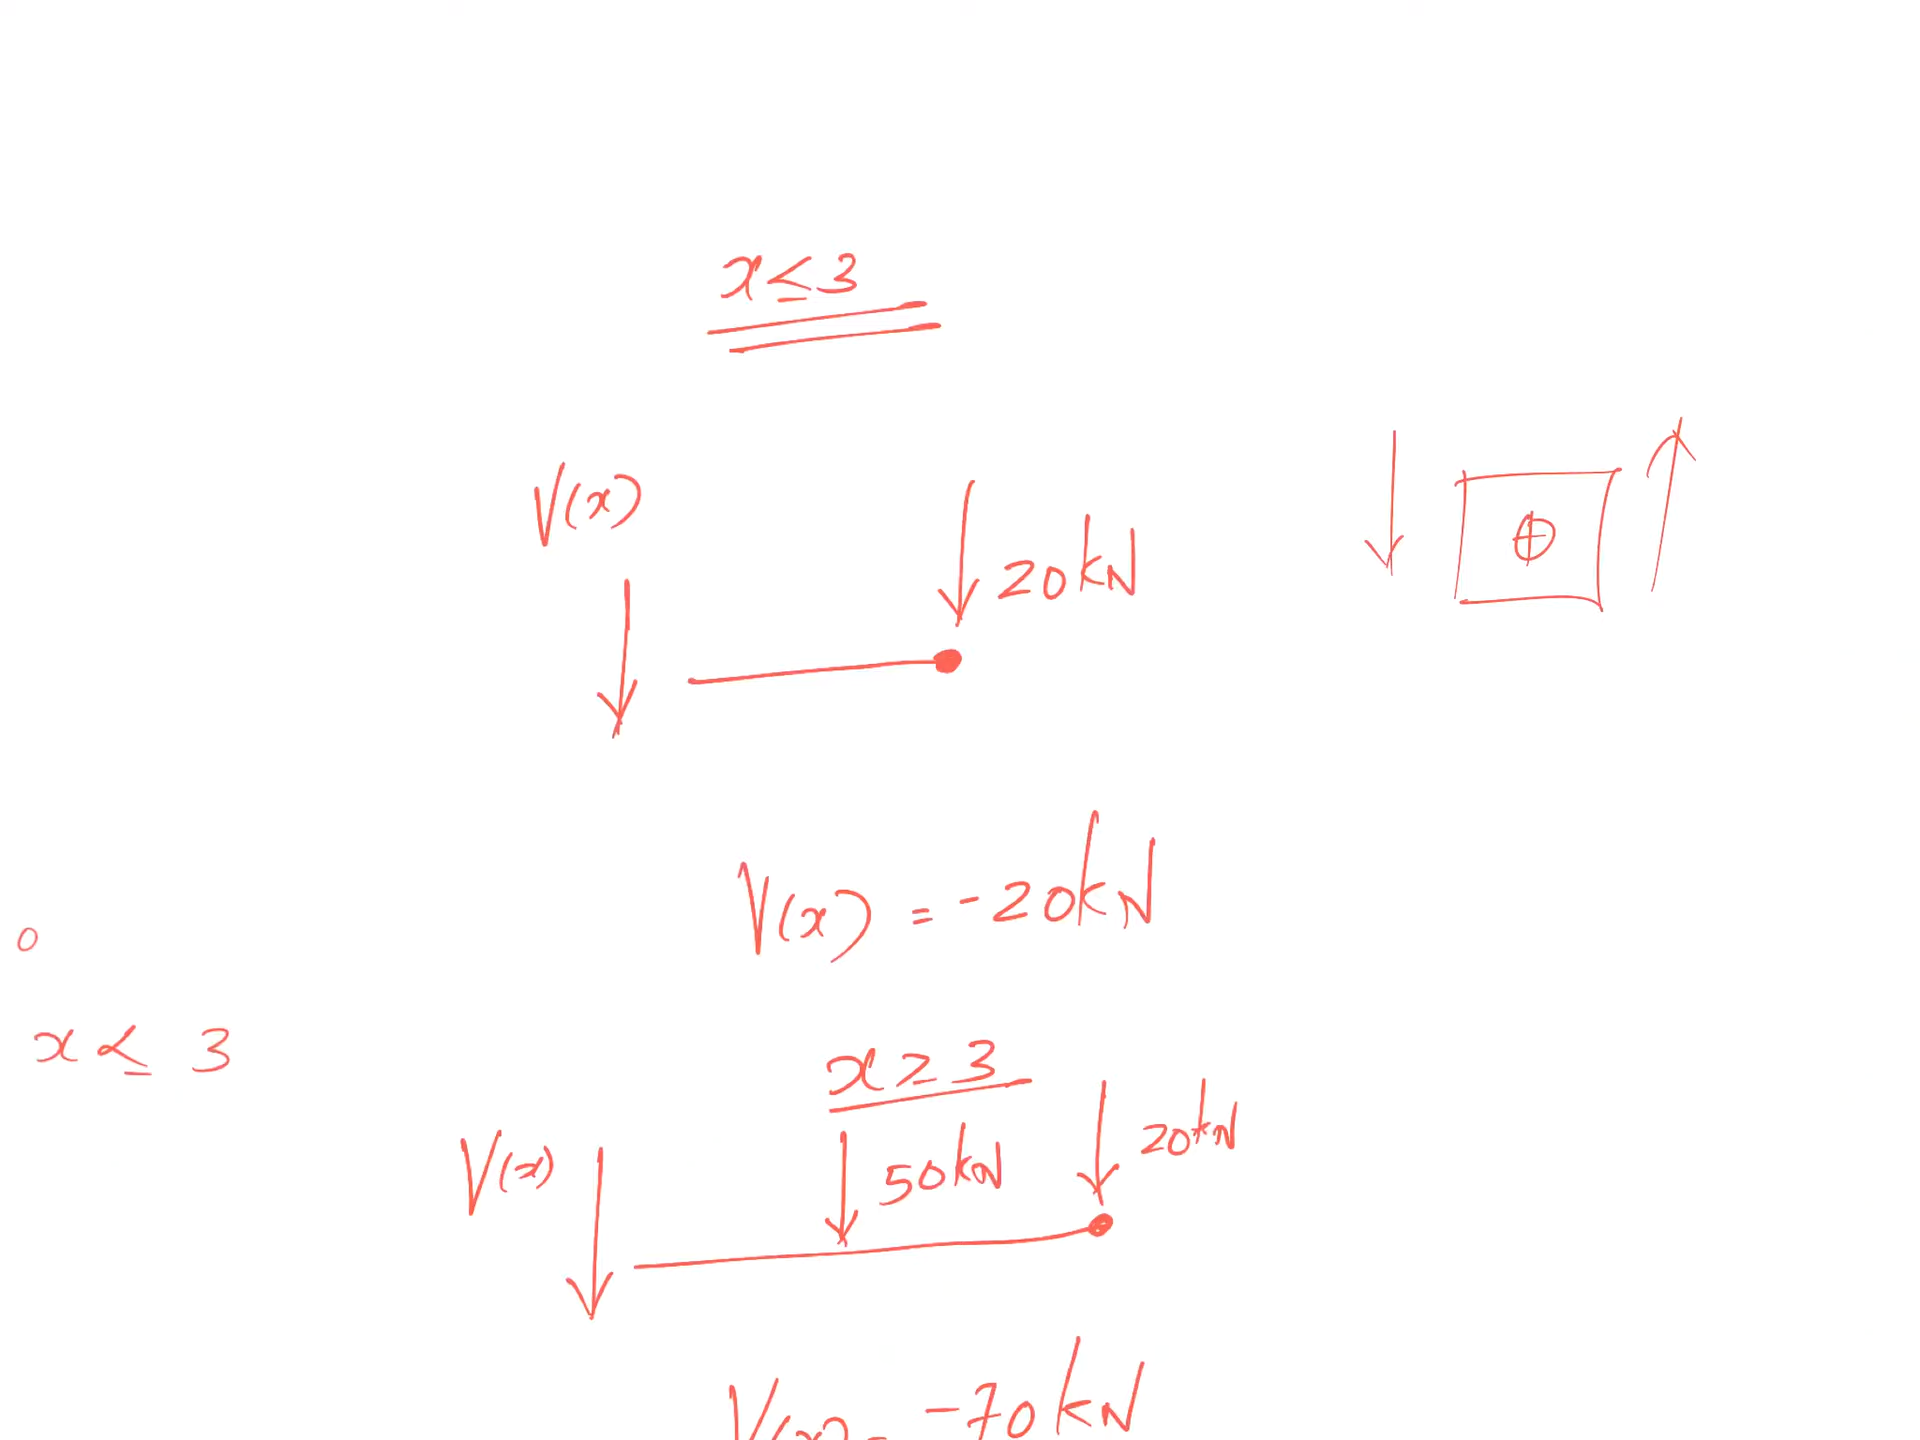 x ≤ 3
V(x)
20kN
⊕
V(x) = -20kN
0
x ≤ 3
x ≥ 3
V(x)
50kN
20kN
V(x) = -70kN